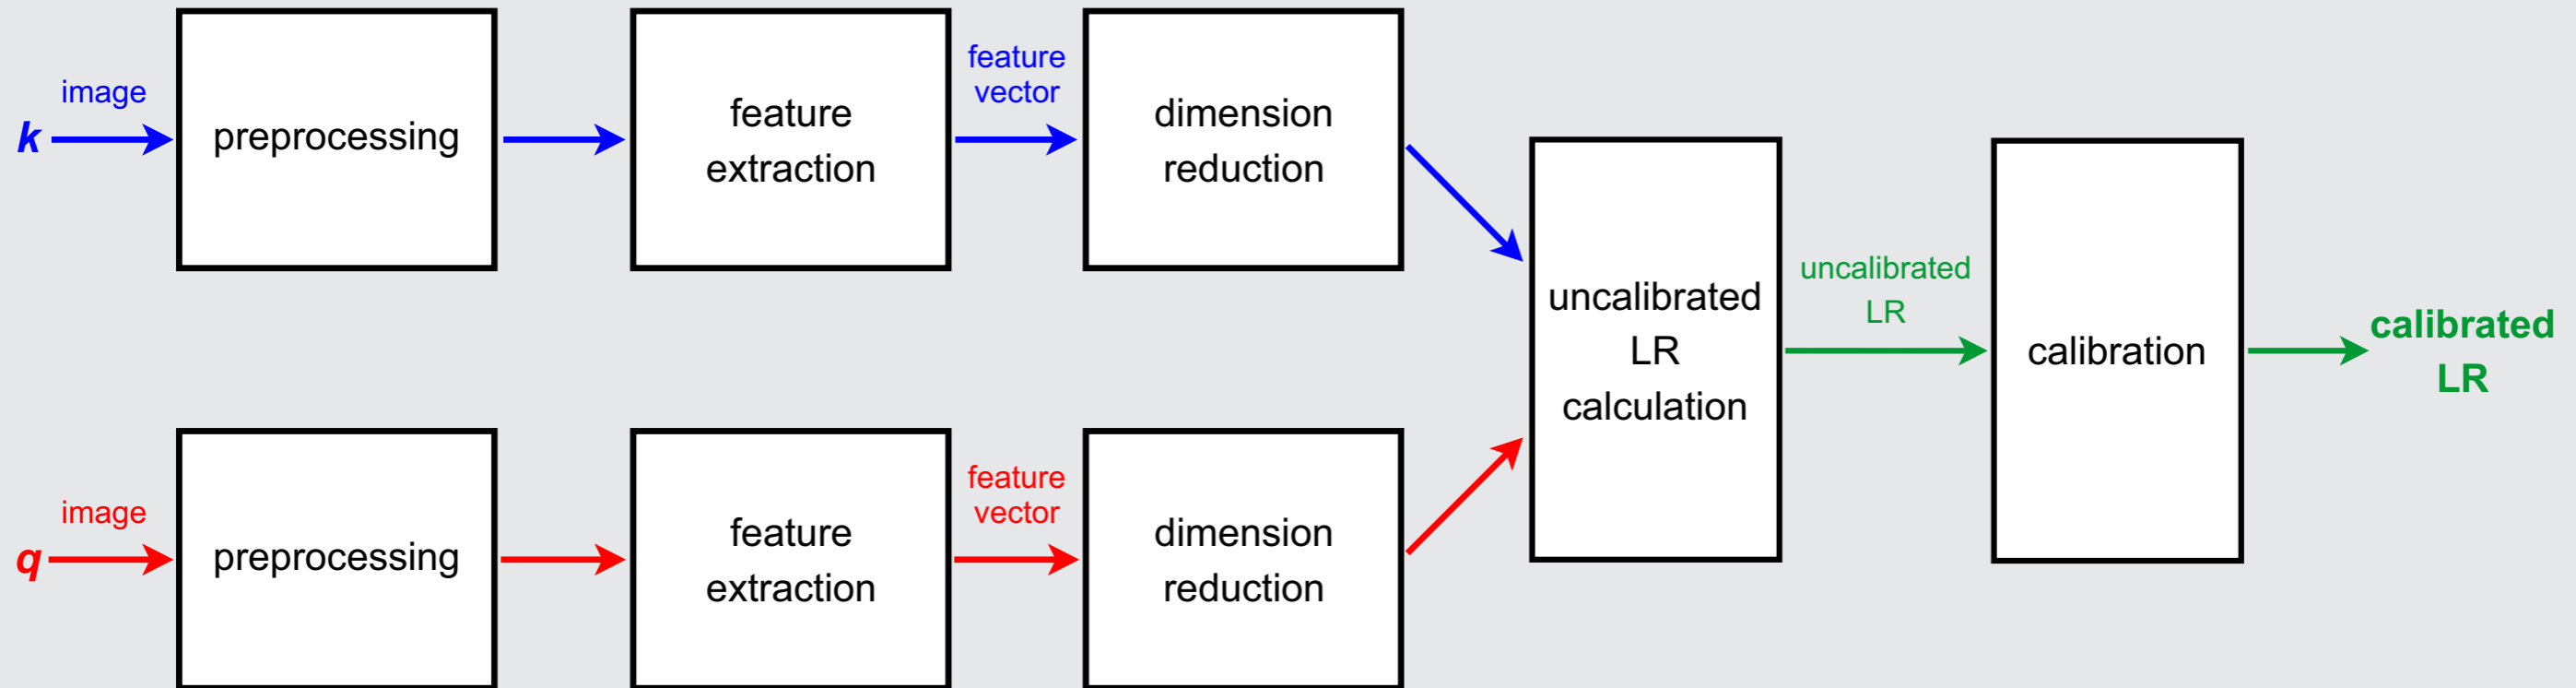 k
image
preprocessing
feature
extraction
feature
vector
dimension
reduction
q
image
preprocessing
feature
extraction
feature
vector
dimension
reduction
uncalibrated
LR
calculation
uncalibrated
LR
calibration
calibrated
LR